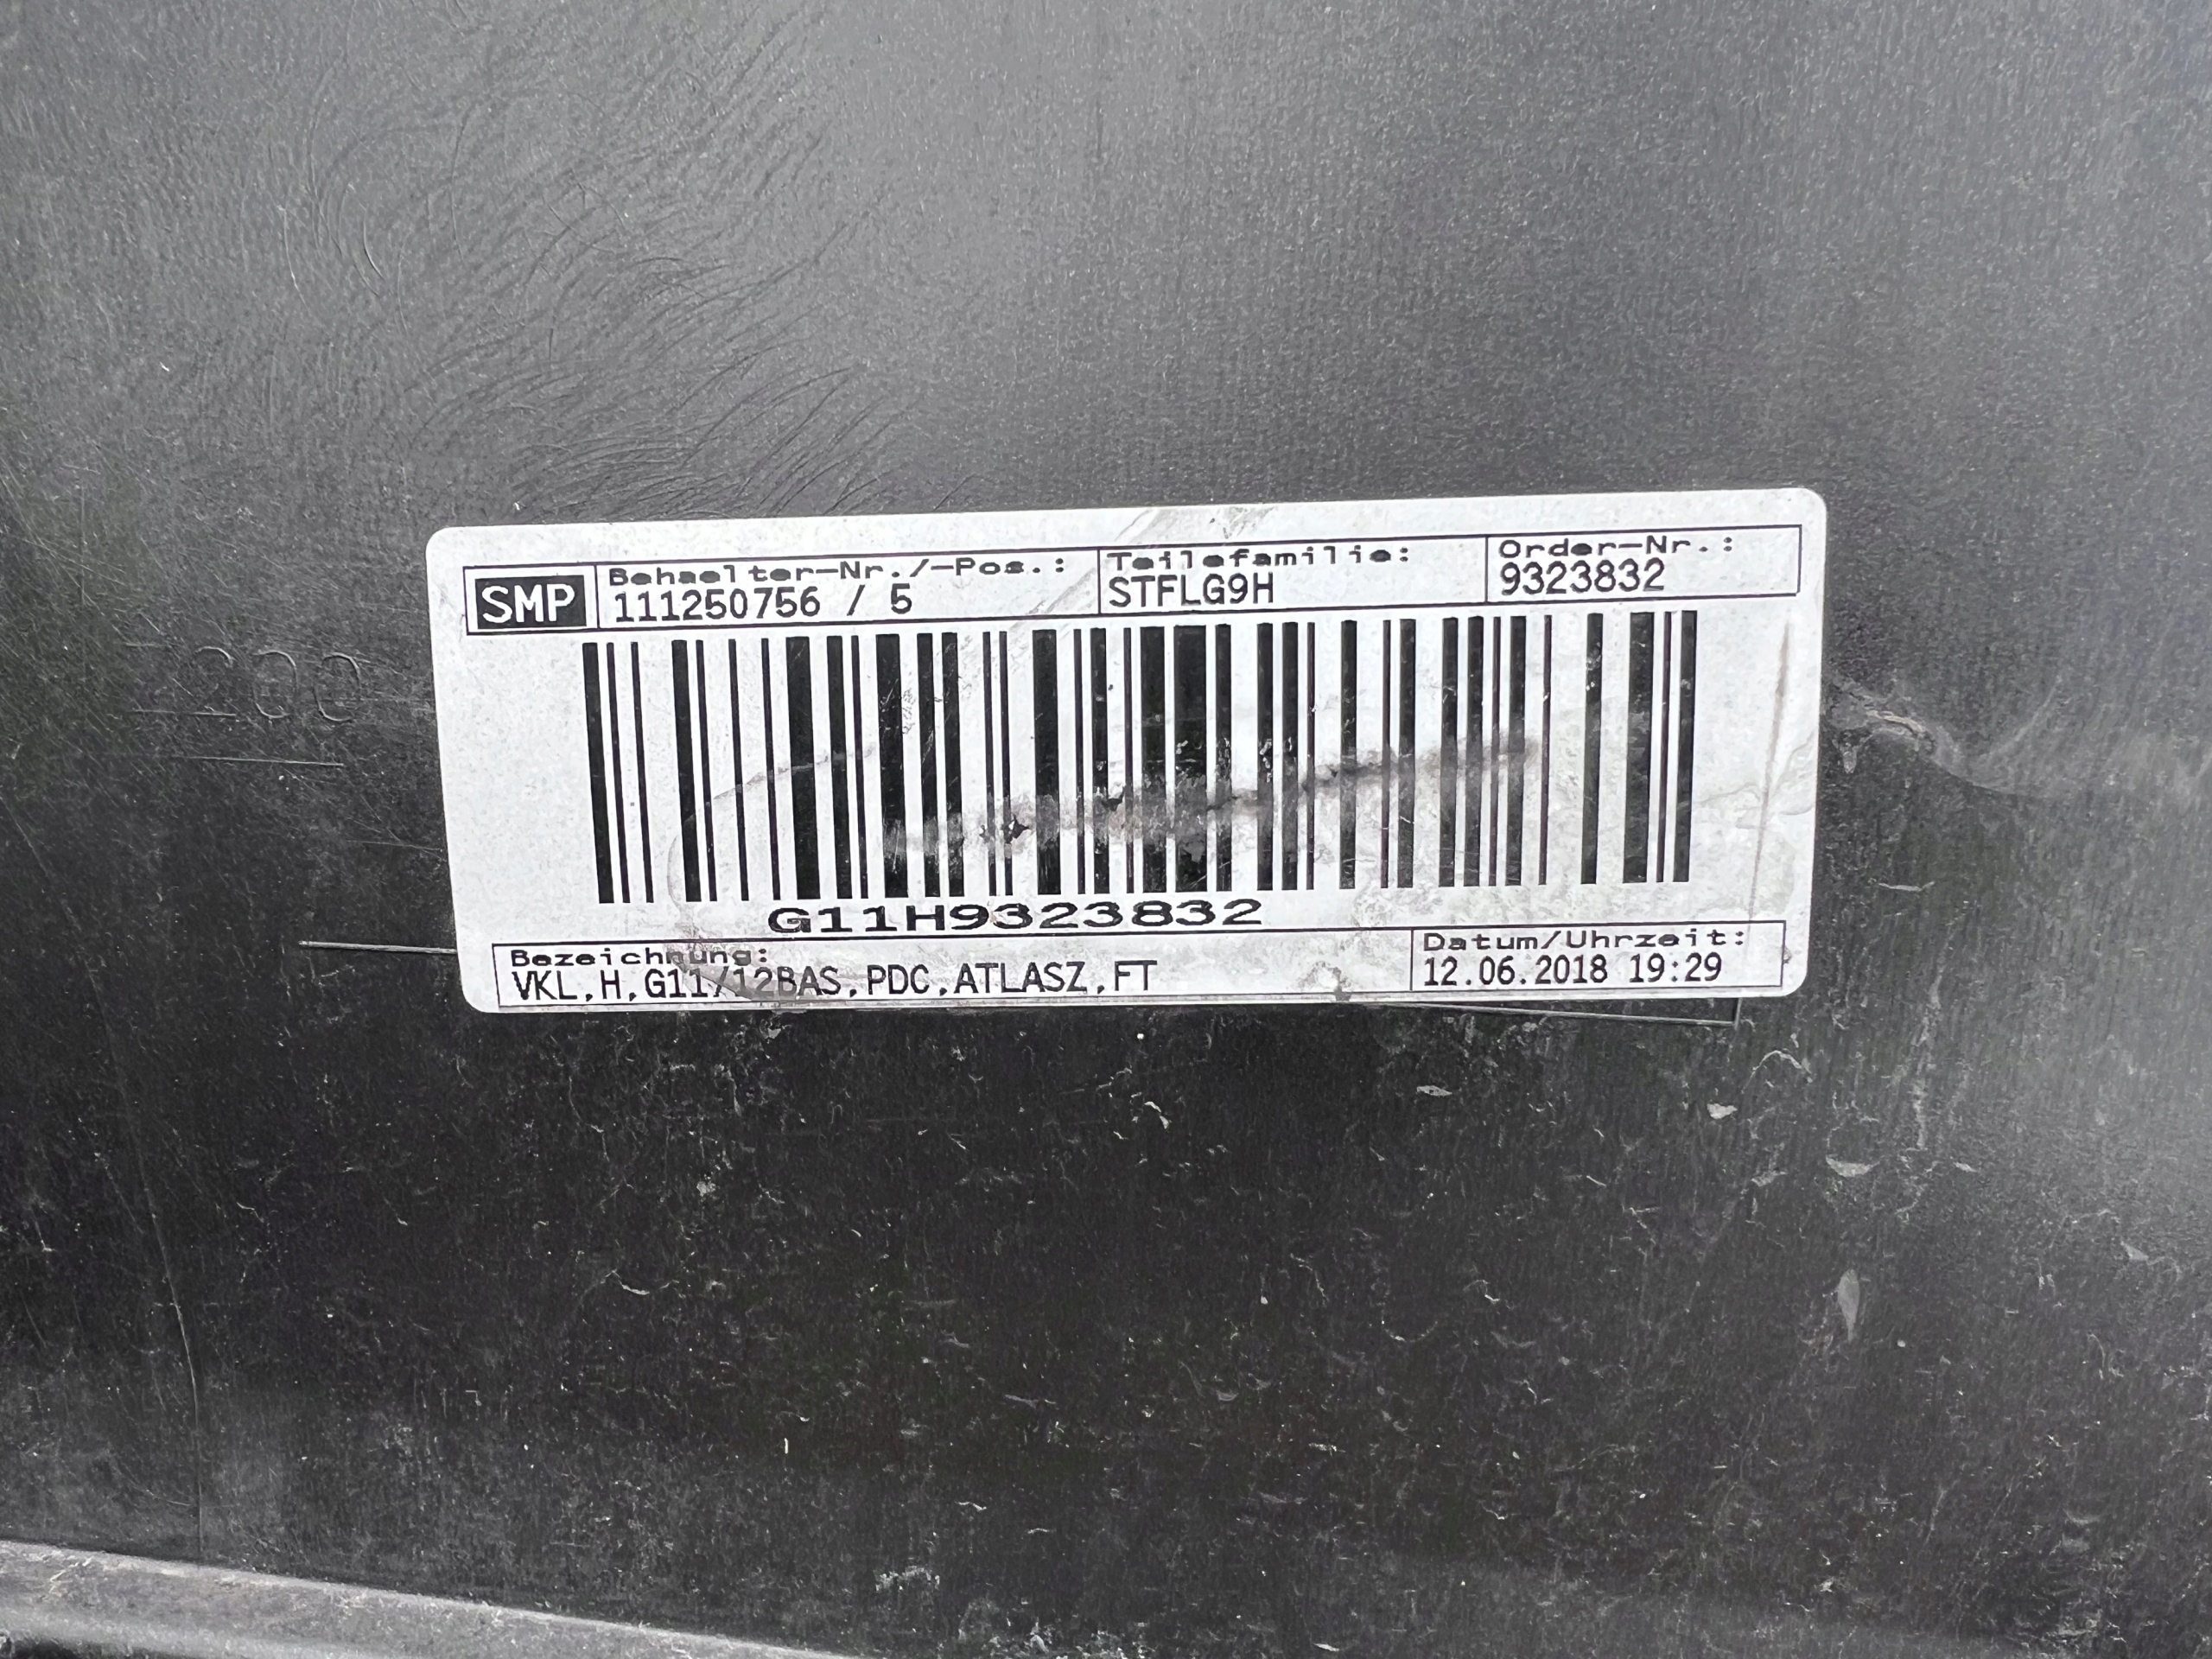 SMP
Behaelter-Nr./-Pos.:
111250756 / 5
Teilefamilie:
STFLG9H
Order-Nr.:
9323832
G11H9323832
Bezeichnung:
VKL,H,G11/12BAS,PDC,ATLASZ,FT
Datum/Uhrzeit:
12.06.2018 19:29